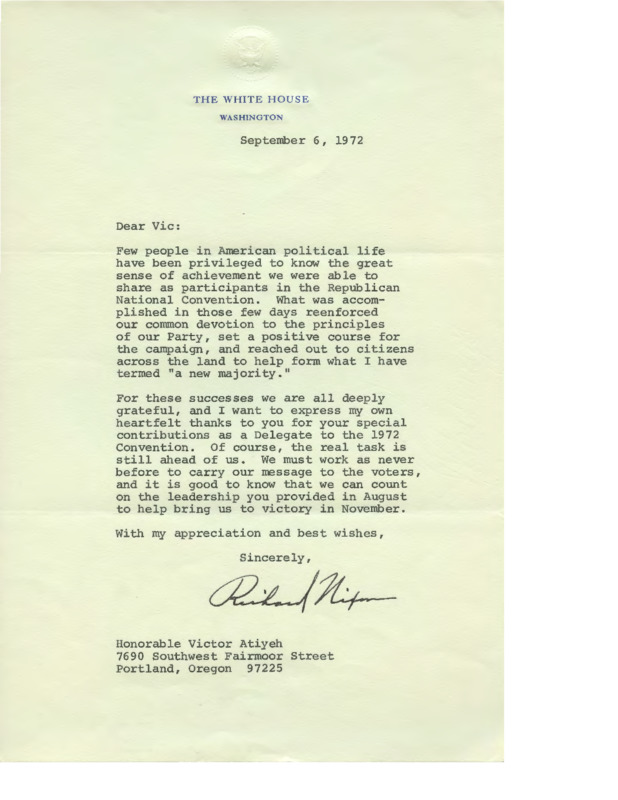 THE WHITE HOUSE
WASHINGTON
September 6, 1972
Dear Vic:
Few people in American political life
have been privileged to know the great
sense of achievement we were able to
share as participants in the Republican
National Convention.  What was accom-
plished in those few days reenforced
our common devotion to the principles
of our Party, set a positive course for
the campaign, and reached out to citizens
across the land to help form what I have
termed "a new majority."
For these successes we are all deeply
grateful, and I want to express my own
heartfelt thanks to you for your special
contributions as a Delegate to the 1972
Convention.  Of course, the real task is
still ahead of us.  We must work as never
before to carry our message to the voters,
and it is good to know that we can count
on the leadership you provided in August
to help bring us to victory in November.
With my appreciation and best wishes,
Sincerely,
Richard Nixon
Honorable Victor Atiyeh
7690 Southwest Fairmoor Street
Portland, Oregon  97225